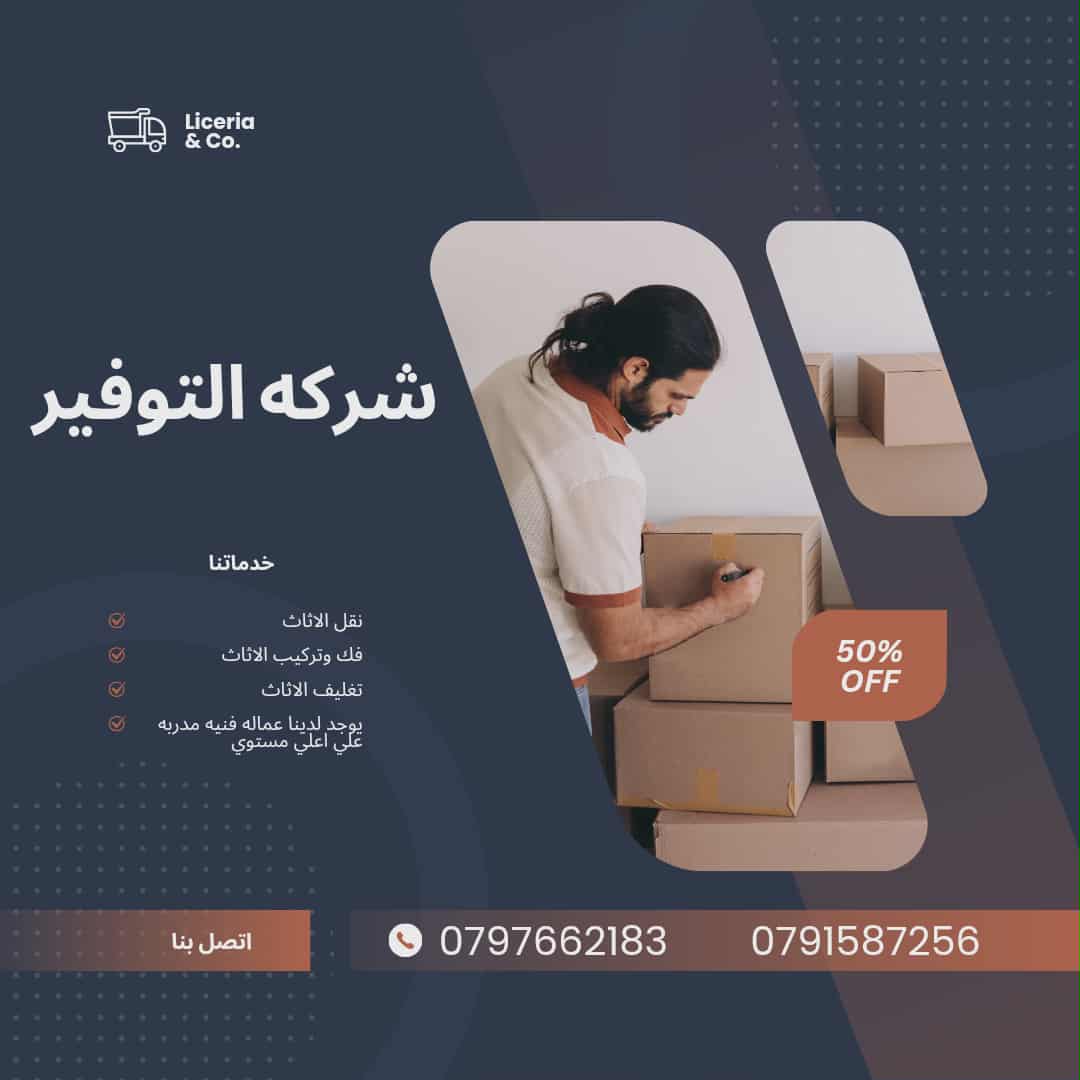 Liceria
& Co.
شركه التوفير
خدماتنا
نقل الاثاث
فك وتركيب الاثاث
تغليف الاثاث
يوجد لدينا عماله فنيه مدربه
علي اعلي مستوي
50%
OFF
اتصل بنا
0797662183
0791587256